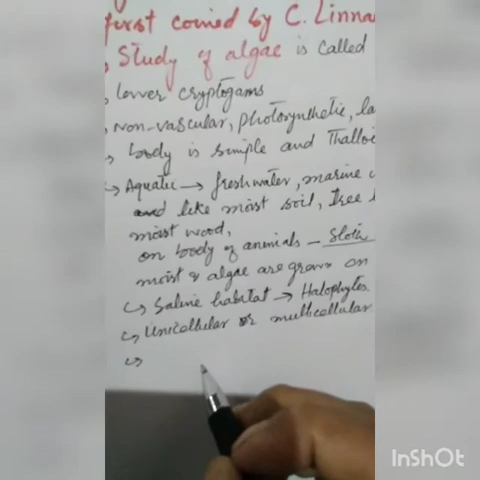 first coined by C. Linna
Study of algae is called
lower cryptogams
Non-vascular, photosynthetic, la
body is simple and Thalloi
Aquatic → freshwater, marine
and like moist soil, tree
moist wood,
on body of animals - Sloth
moist & algae are grows on
Saline habitat → Halophytes
Unicellular or multicellular
InShOt